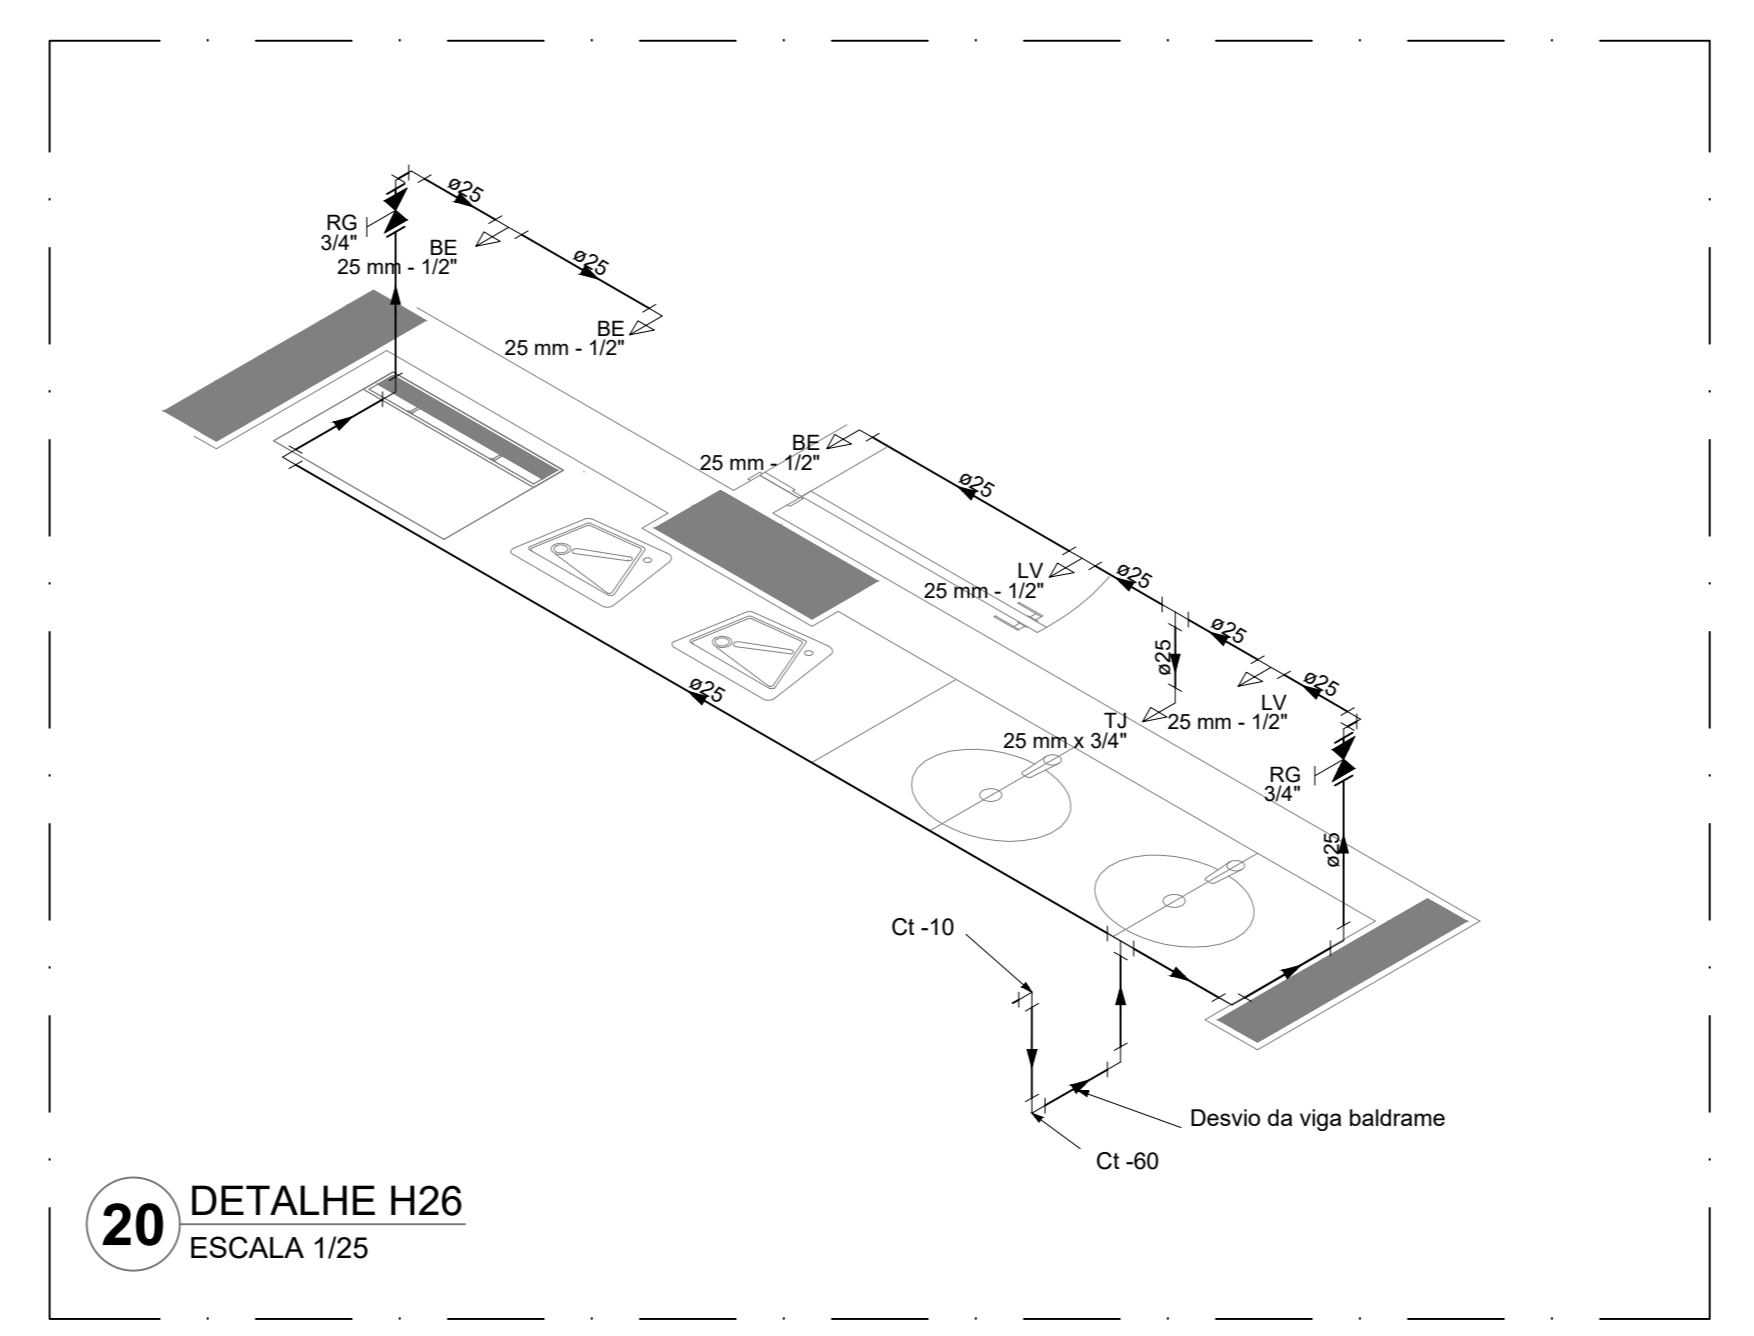 ø25
RG
3/4"
BE
25 mm - 1/2"
ø25
BE
25 mm - 1/2"
BE
25 mm - 1/2"
ø25
LV
25 mm - 1/2"
ø25
ø25
ø25
ø25
LV
25 mm - 1/2"
TJ
25 mm x 3/4"
ø25
RG
3/4"
ø25
Ct -10
Desvio da viga baldrame
Ct -60
20
DETALHE H26
ESCALA 1/25